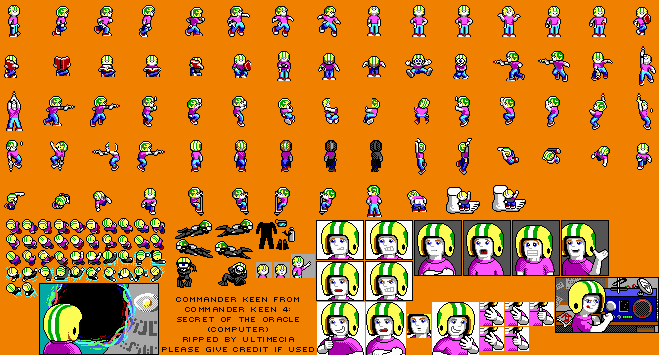 COMMANDER KEEN FROM
COMMANDER KEEN 4:
SECRET OF THE ORACLE
(COMPUTER)
RIPPED BY ULTIMECIA
PLEASE GIVE CREDIT IF USED